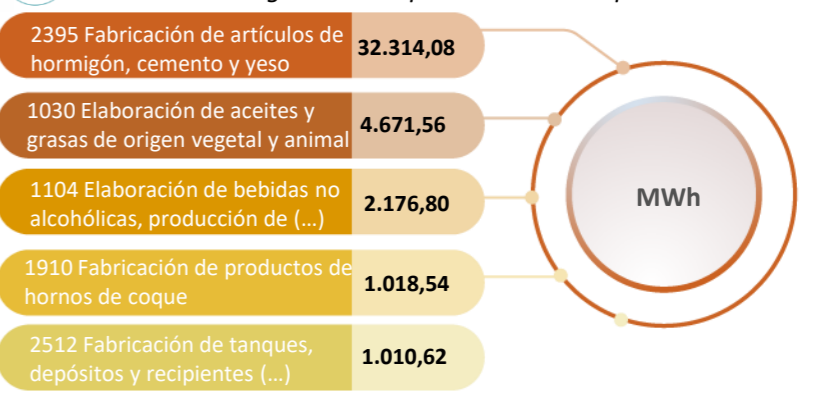 2395 Fabricación de artículos de
hormigón, cemento y yeso
32.314,08
1030 Elaboración de aceites y
grasas de origen vegetal y animal
4.671,56
1104 Elaboración de bebidas no
alcohólicas, producción de (...)
2.176,80
1910 Fabricación de productos de
hornos de coque
1.018,54
2512 Fabricación de tanques,
depósitos y recipientes (...)
1.010,62
MWh